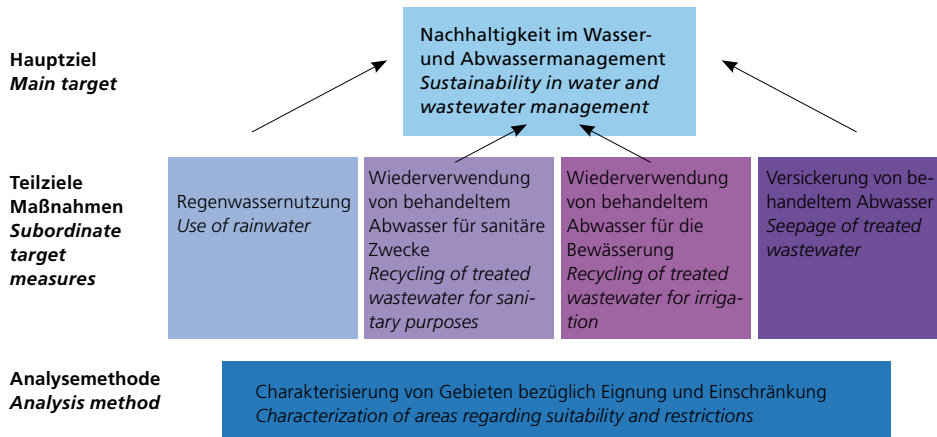 Hauptziel
Main target
Nachhaltigkeit im Wasser-
und Abwassermanagement
Sustainability in water and
wastewater management
Teilziele
Maßnahmen
Subordinate
target
measures
Regenwassernutzung
Use of rainwater
Wiederverwendung
von behandeltem
Abwasser für sanitäre
Zwecke
Recycling of treated
wastewater for sani-
tary purposes
Wiederverwendung
von behandeltem
Abwasser für die
Bewässerung
Recycling of treated
wastewater for irriga-
tion
Versickerung von be-
handeltem Abwasser
Seepage of treated
wastewater
Analysemethode
Analysis method
Charakterisierung von Gebieten bezüglich Eignung und Einschränkung
Characterization of areas regarding suitability and restrictions